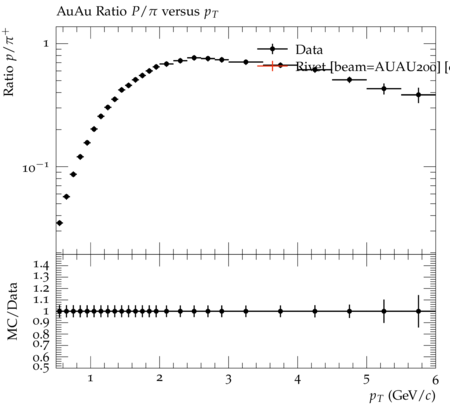 AuAu Ratio P/π versus pT
Ratio p/π+
1
10−1
Data
Rivet [beam=AUAU200] [
MC/Data
1.4
1.3
1.2
1.1
1
0.9
0.8
0.7
0.6
0.5
1 2 3 4 5 6
pT (GeV/c)